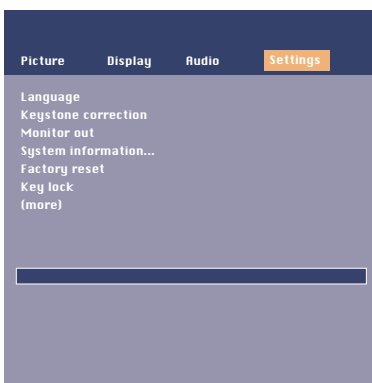 Picture Display Audio Settings
Language
Keystone correction
Monitor out
System information...
Factory reset
Key lock
(more)